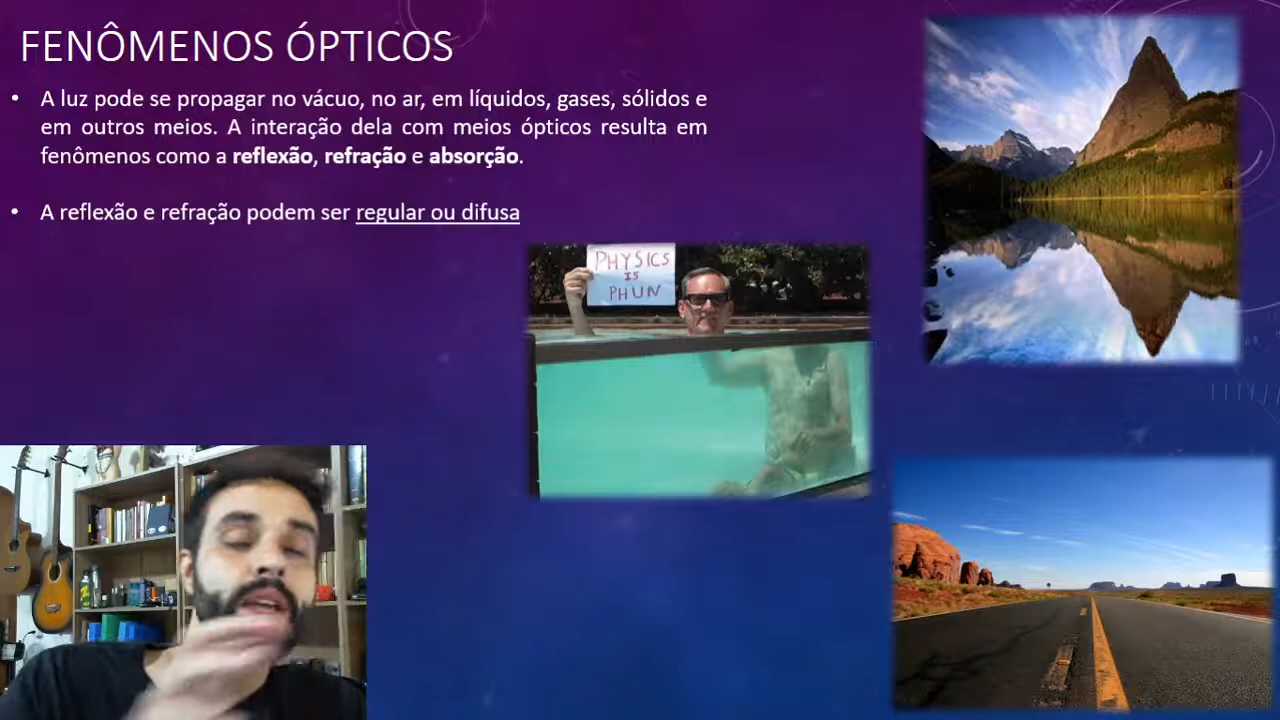 FENÔMENOS ÓPTICOS
• A luz pode se propagar no vácuo, no ar, em líquidos, gases, sólidos e
em outros meios. A interação dela com meios ópticos resulta em
fenômenos como a reflexão, refração e absorção.
• A reflexão e refração podem ser regular ou difusa
PHYSICS
IS
PHUN